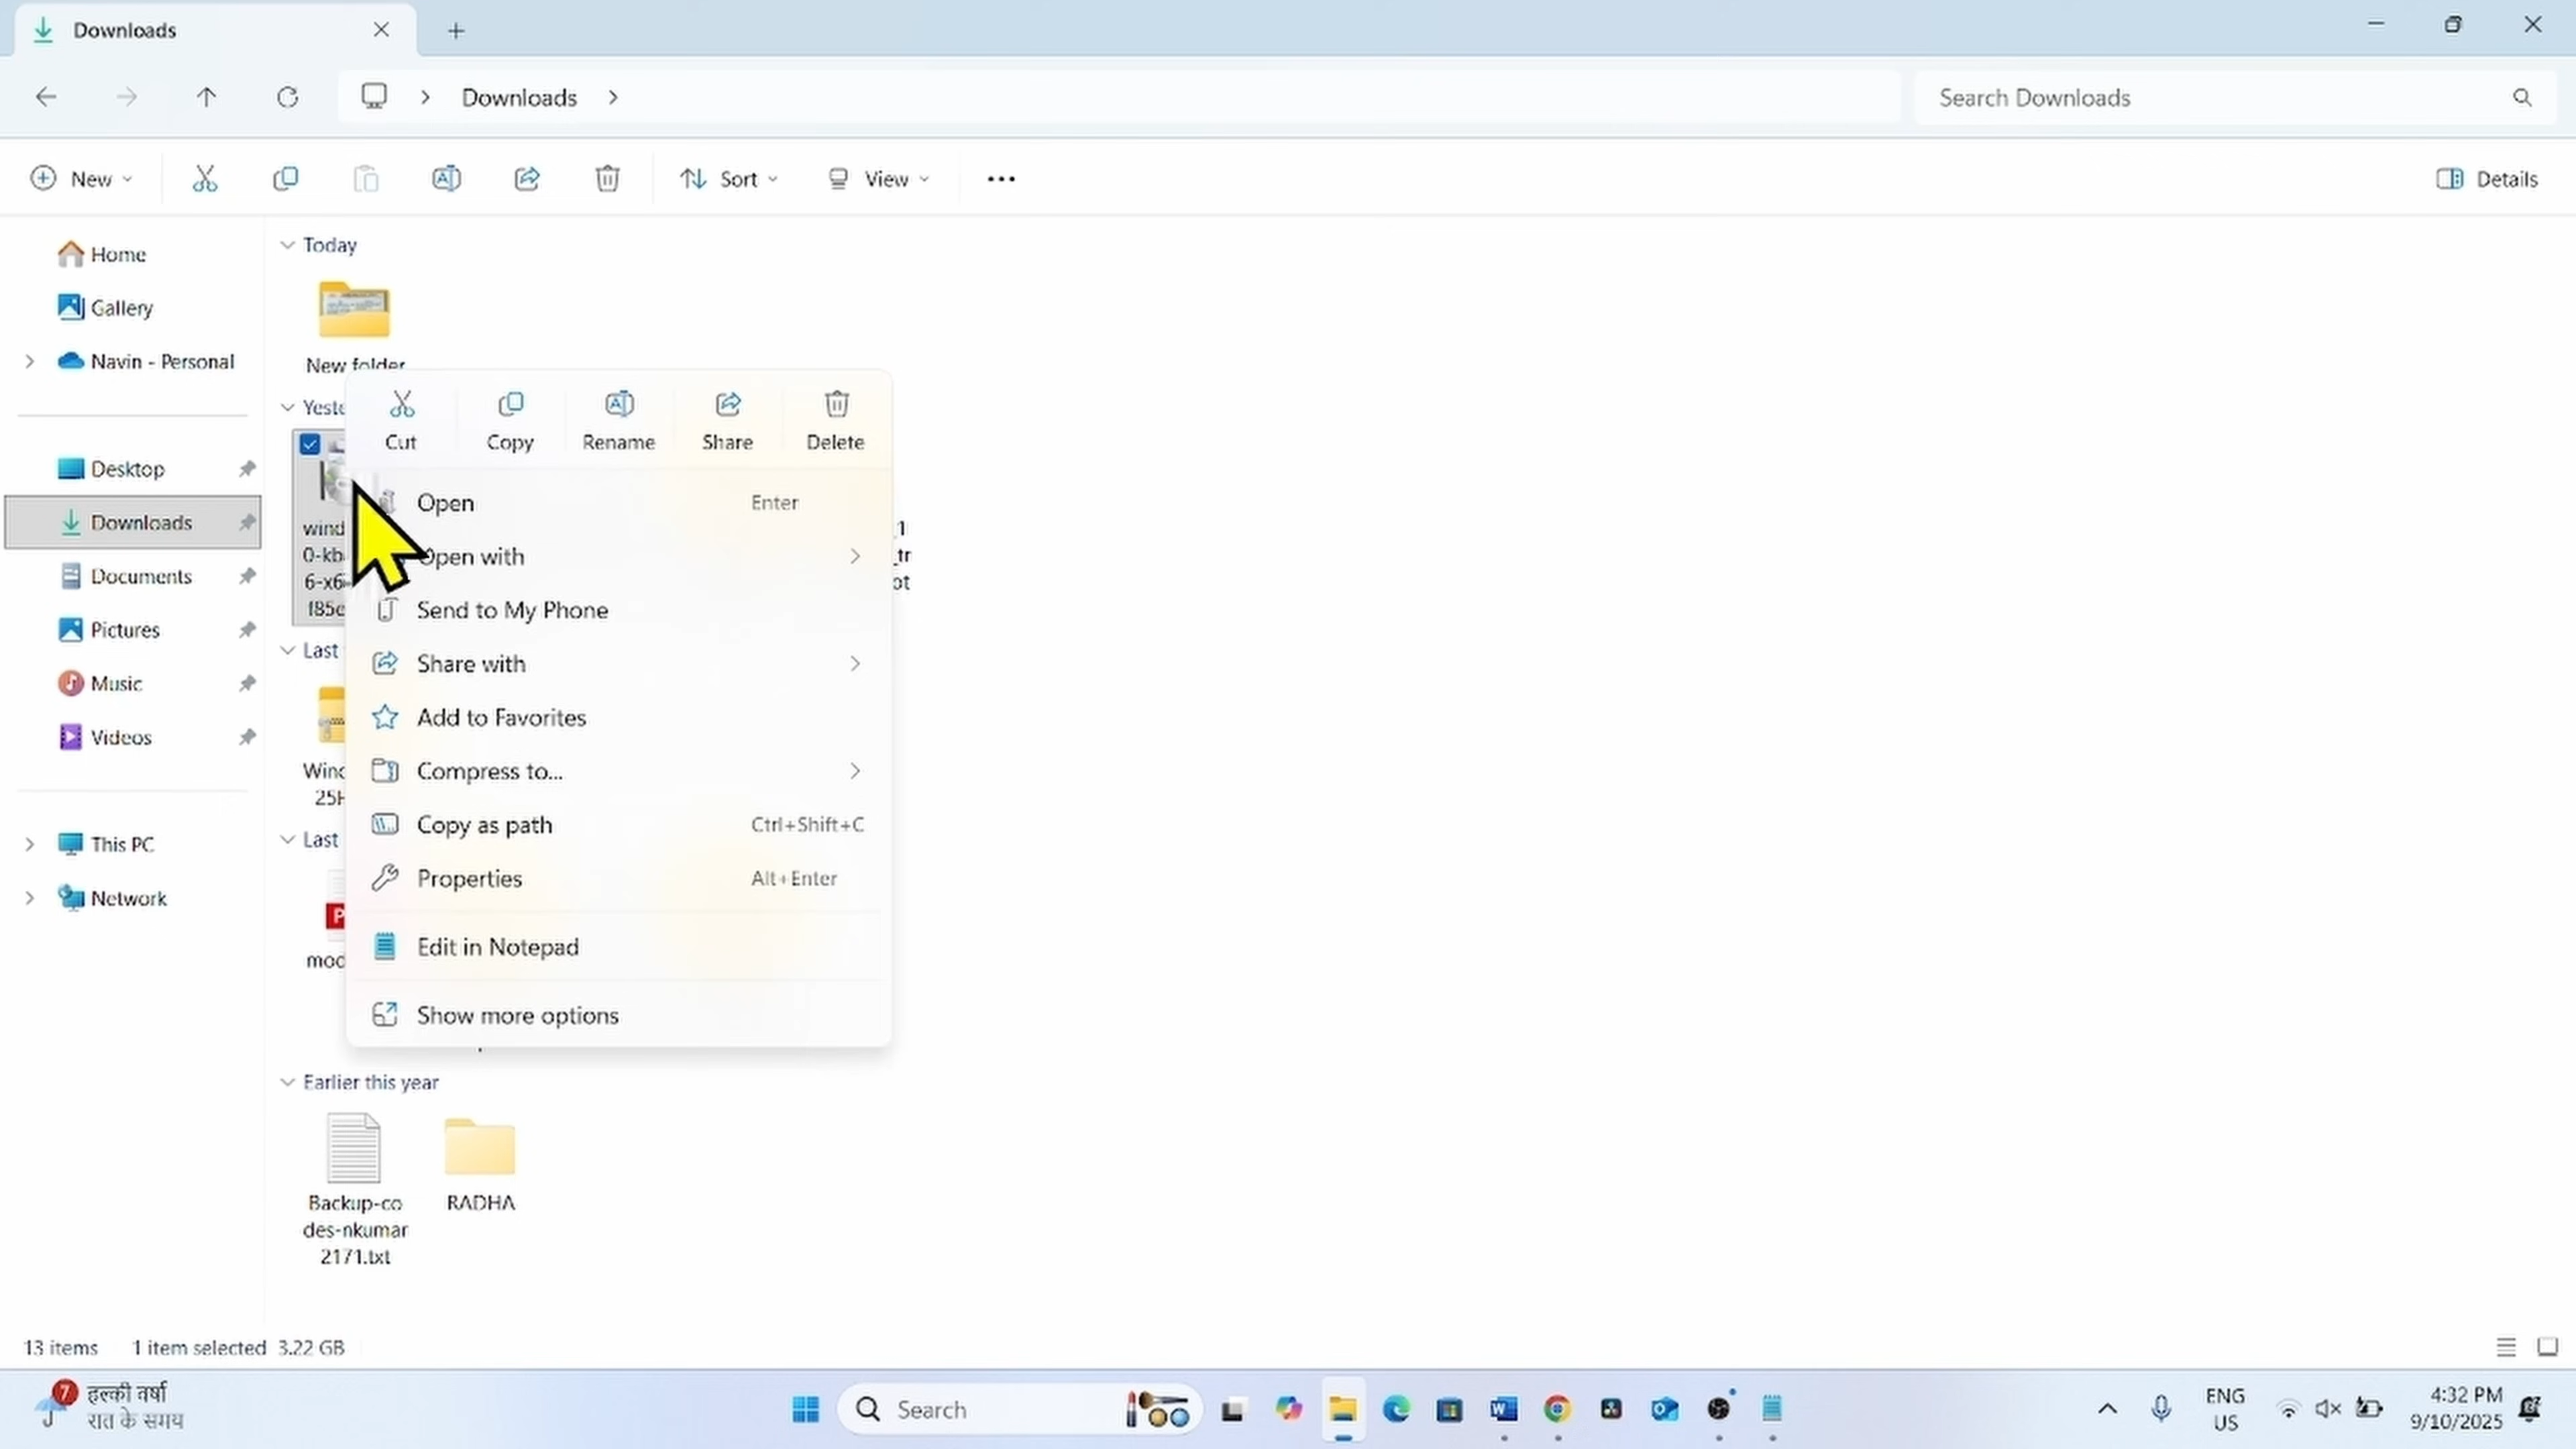 Downloads
Downloads
Search Downloads
New
Sort
View
Details
Home
Gallery
Navin - Personal
Desktop
Downloads
Documents
Pictures
Music
Videos
This PC
Network
Today
New folder
Cut
Copy
Rename
Share
Delete
Open Enter
Open with
Send to My Phone
Share with
Add to Favorites
Compress to...
Copy as path Ctrl+Shift+C
Properties Alt+Enter
Edit in Notepad
Show more options
Last
Last
Earlier this year
Backup-co
des-nkumar
2171.txt
RADHA
13 items 1 item selected 3.22 GB
7
हल्की वर्षा
रात के समय
Search
ENG
US
4:32 PM
9/10/2025